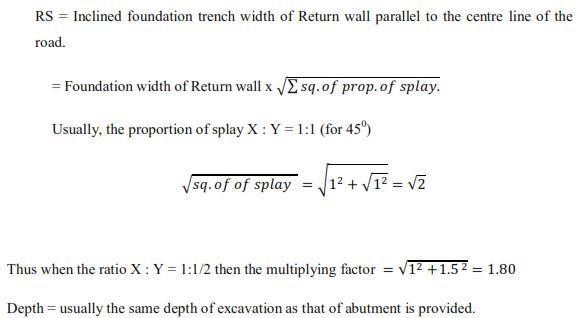 RS = Inclined foundation trench width of Return wall parallel to the centre line of the
road.
= Foundation width of Return wall x √∑ sq.of prop.of splay.
Usually, the proportion of splay X : Y = 1:1 (for 45⁰)
√sq.of of splay = √1² + √1² = √2
Thus when the ratio X : Y = 1:1/2 then the multiplying factor = √1² +1.5² = 1.80
Depth = usually the same depth of excavation as that of abutment is provided.